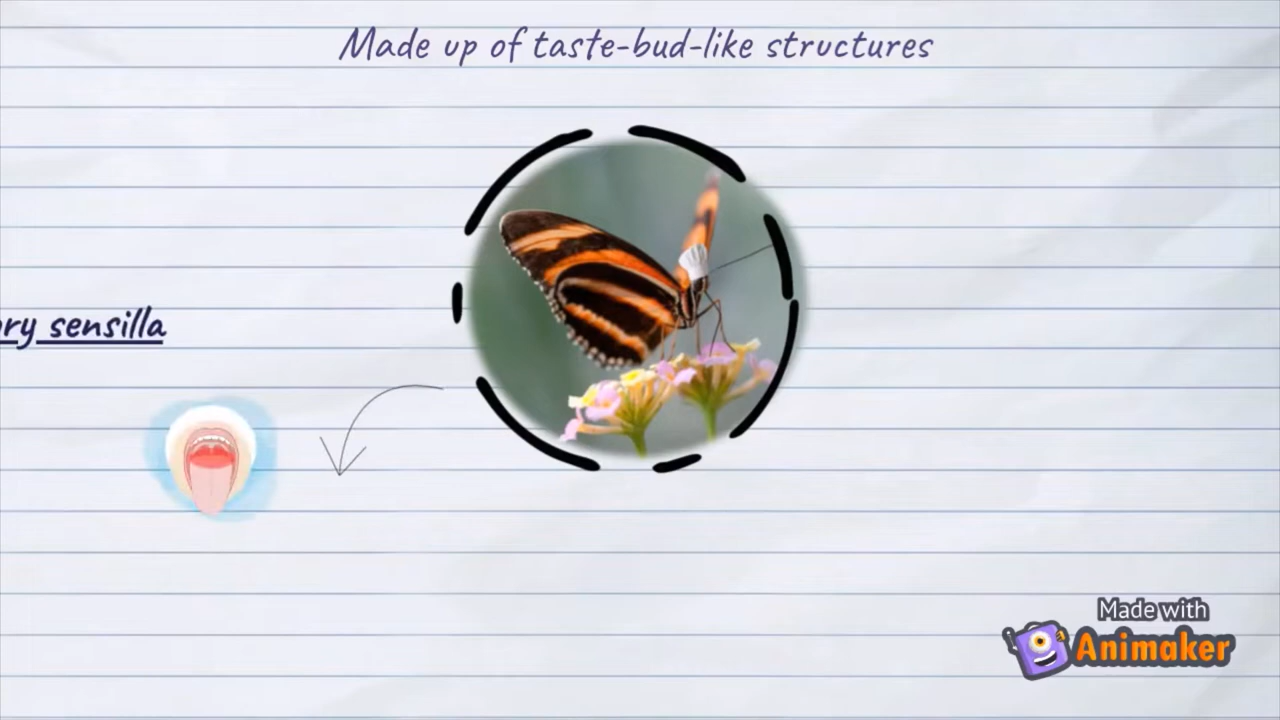 Made up of taste-bud-like structures
ry sensilla
Made with
Animaker